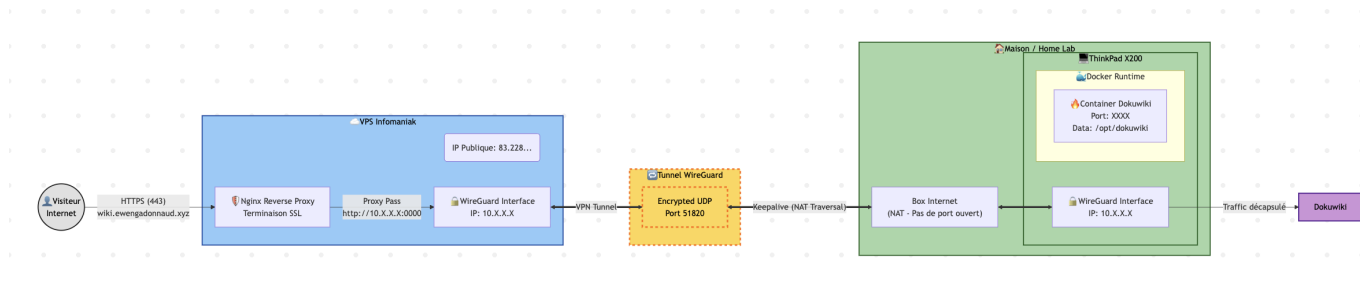 Visiteur
Internet
HTTPS (443)
wiki.ewengadonnaud.xyz
VPS Infomaniak
IP Publique: 83.228...
Nginx Reverse Proxy
Terminaison SSL
Proxy Pass
http://10.X.X.X:0000
WireGuard Interface
IP: 10.X.X.X
VPN Tunnel
Tunnel WireGuard
Encrypted UDP
Port 51820
Keepalive (NAT Traversal)
Maison / Home Lab
Box Internet
(NAT - Pas de port ouvert)
ThinkPad X200
Docker Runtime
Container Dokuwiki
Port: XXXX
Data: /opt/dokuwiki
WireGuard Interface
IP: 10.X.X.X
Traffic décapsulé
Dokuwiki